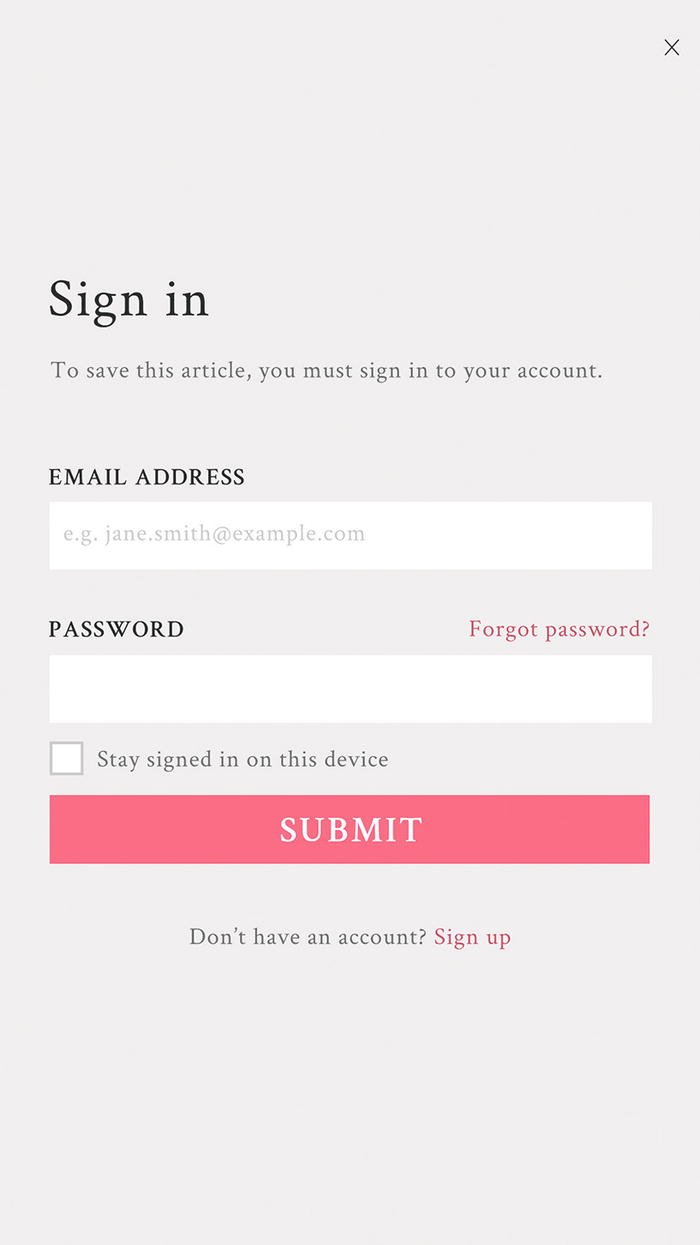 Sign in
To save this article, you must sign in to your account.
EMAIL ADDRESS
e.g. jane.smith@example.com
PASSWORD Forgot password?
Stay signed in on this device
SUBMIT
Don’t have an account? Sign up